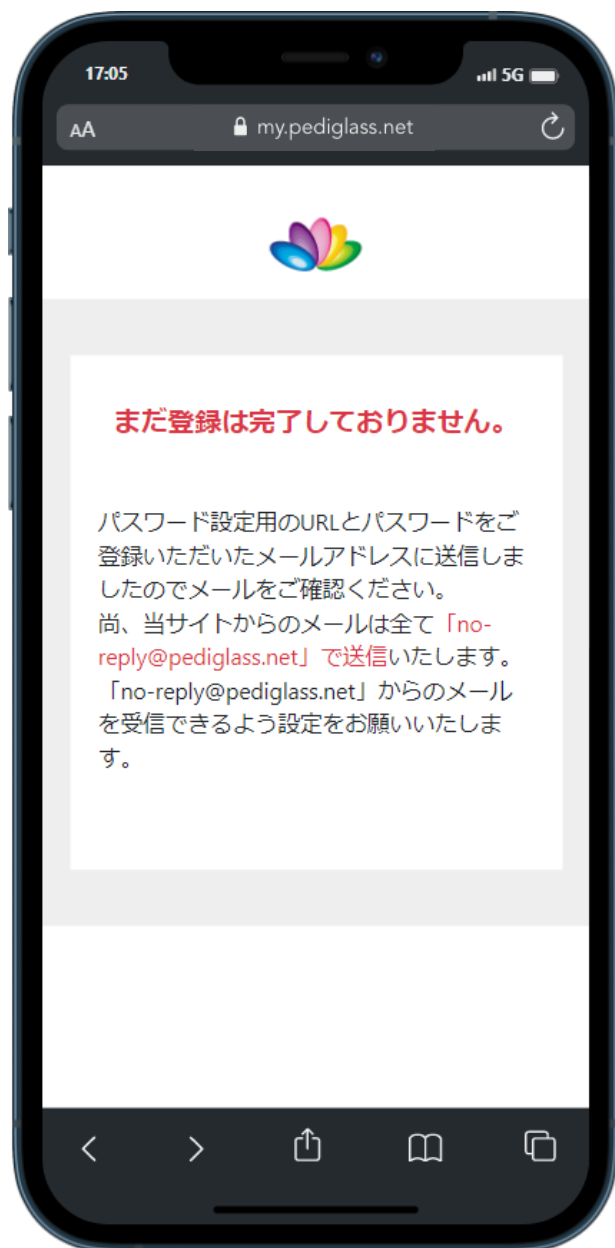 17:05
5G
AA
my.pediglass.net
まだ登録は完了しておりません。
パスワード設定用のURLとパスワードをご
登録いただいたメールアドレスに送信しま
したのでメールをご確認ください。
尚、当サイトからのメールは全て「no-
reply@pediglass.net」で送信いたします。
「no-reply@pediglass.net」からのメール
を受信できるよう設定をお願いいたしま
す。